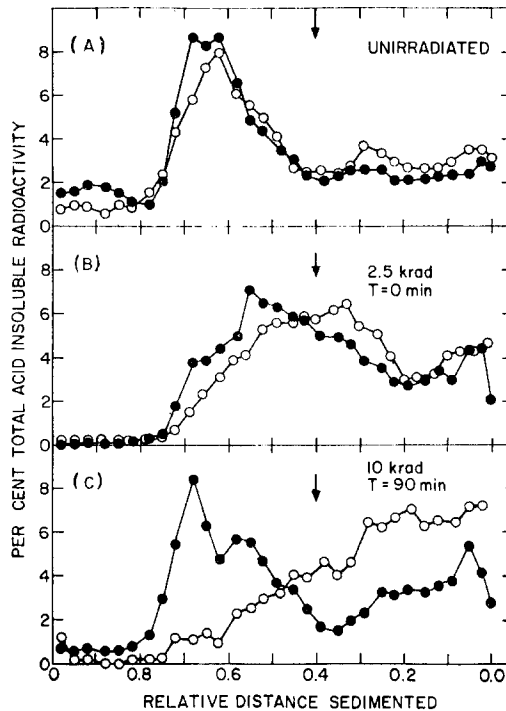 (A)
UNIRRADIATED
8
6
4
2
0
(B)
2.5 krad
T=0 min
8
6
4
2
0
(C)
10 krad
T=90 min
8
6
4
2
0
0 0.8 0.6 0.4 0.2 0.0
RELATIVE DISTANCE SEDIMENTED
PER CENT TOTAL ACID INSOLUBLE RADIOACTIVITY